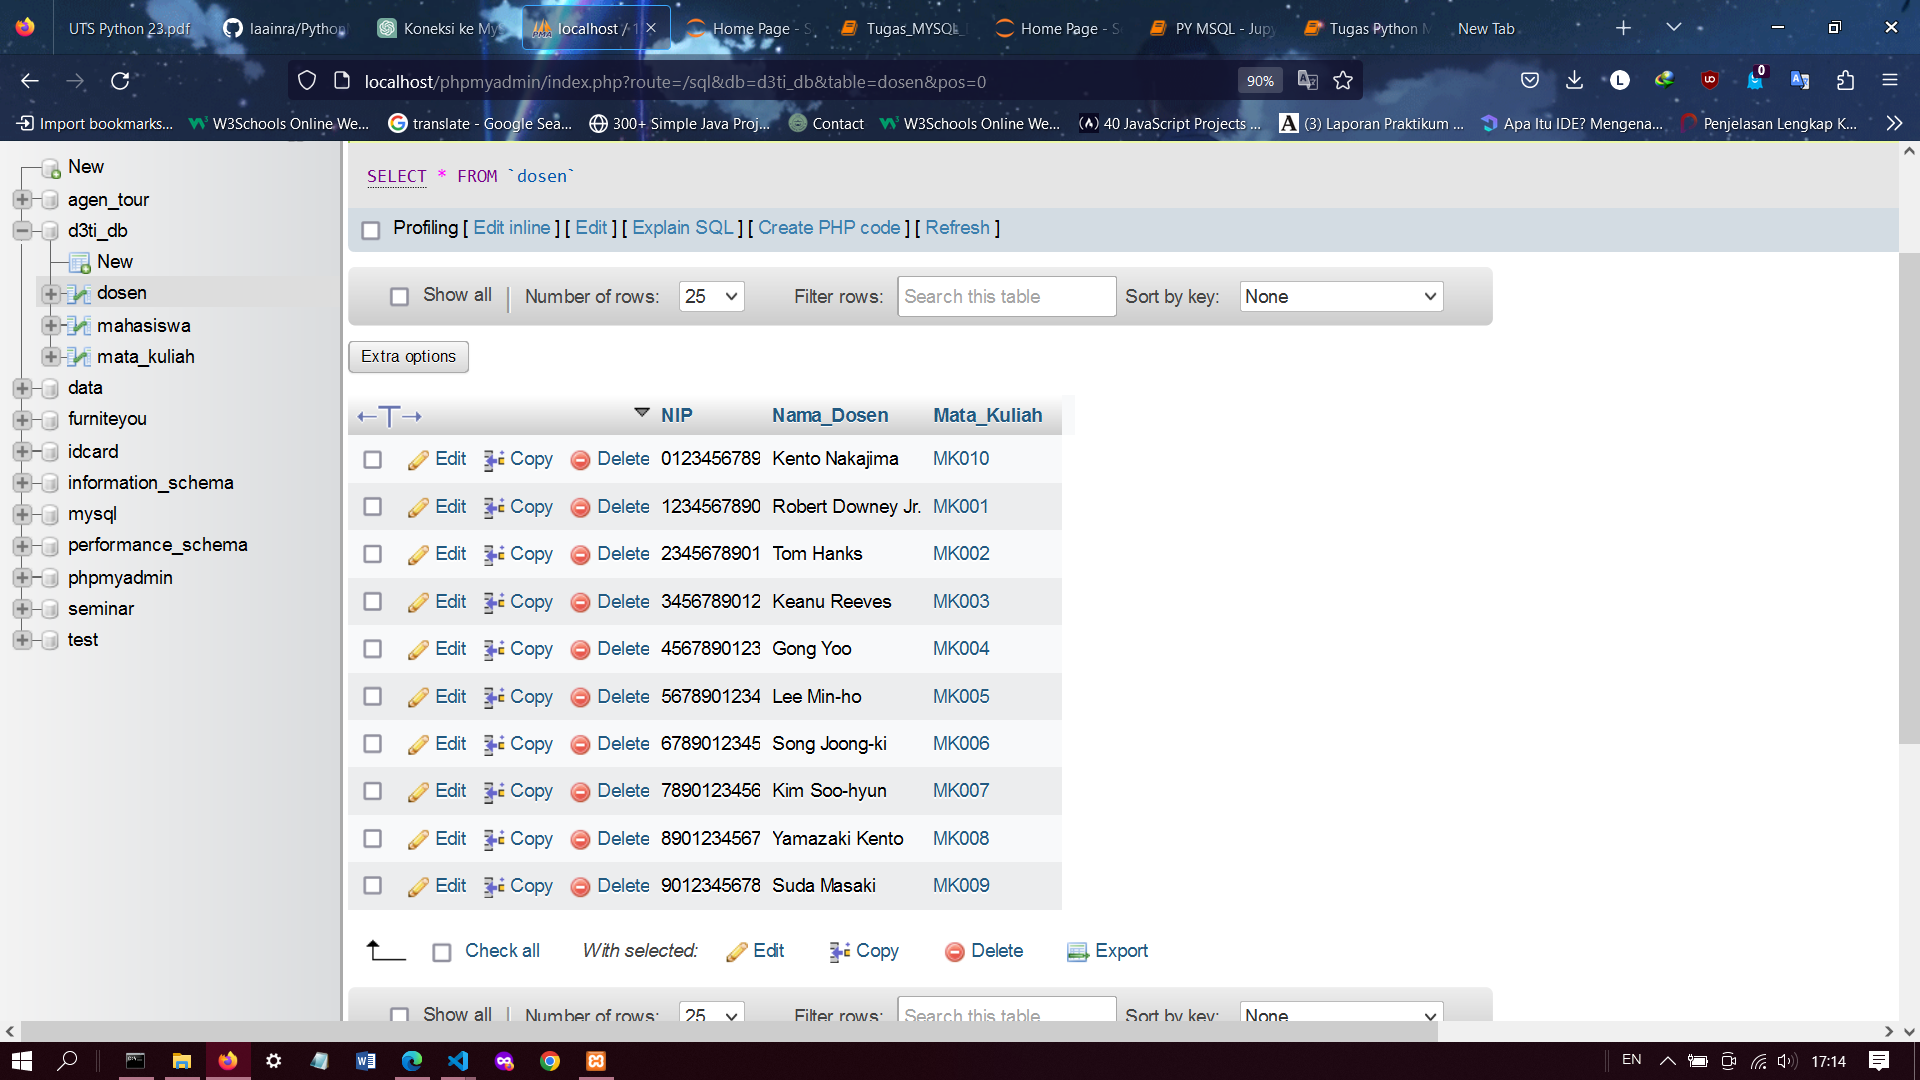 UTS Python 23.pdf
laainra/Python
Koneksi ke My
localhost / 1
Home Page - S
Tugas_MYSQL_
Home Page - S
PY MSQL - Jupy
Tugas Python M
New Tab
localhost/phpmyadmin/index.php?route=/sql&db=d3ti_db&table=dosen&pos=0
90%
L
0
Import bookmarks...
W3Schools Online We...
translate - Google Sea...
300+ Simple Java Proj...
Contact
W3Schools Online We...
40 JavaScript Projects ...
(3) Laporan Praktikum ...
Apa Itu IDE? Mengena...
Penjelasan Lengkap K...
New
agen_tour
d3ti_db
New
dosen
mahasiswa
mata_kuliah
data
furniteyou
idcard
information_schema
mysql
performance_schema
phpmyadmin
seminar
test
SELECT * FROM `dosen`
Profiling [ Edit inline ] [ Edit ] [ Explain SQL ] [ Create PHP code ] [ Refresh ]
Show all | Number of rows: 25 Filter rows: Search this table Sort by key: None
Extra options
NIP Nama_Dosen Mata_Kuliah
Edit Copy Delete 0123456789 Kento Nakajima MK010
Edit Copy Delete 1234567890 Robert Downey Jr. MK001
Edit Copy Delete 2345678901 Tom Hanks MK002
Edit Copy Delete 3456789012 Keanu Reeves MK003
Edit Copy Delete 4567890123 Gong Yoo MK004
Edit Copy Delete 5678901234 Lee Min-ho MK005
Edit Copy Delete 6789012345 Song Joong-ki MK006
Edit Copy Delete 7890123456 Kim Soo-hyun MK007
Edit Copy Delete 8901234567 Yamazaki Kento MK008
Edit Copy Delete 9012345678 Suda Masaki MK009
Check all With selected: Edit Copy Delete Export
Show all | Number of rows: 25 Filter rows: Search this table Sort by key: None
EN
17:14